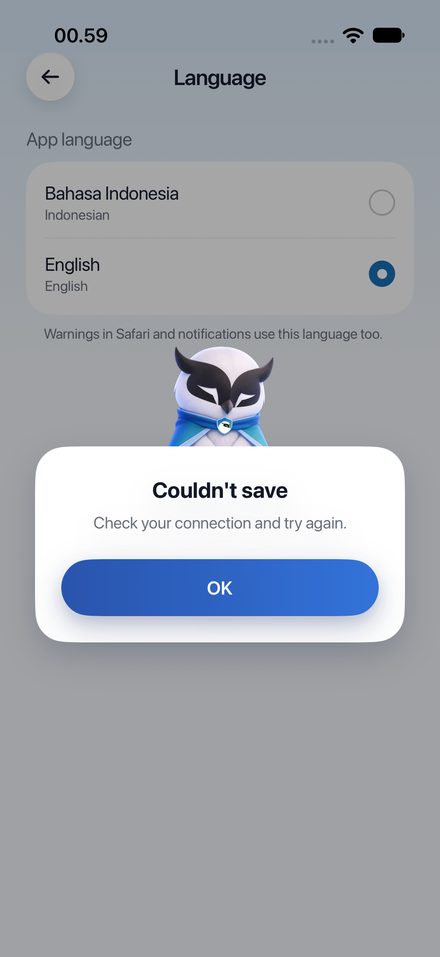 00.59
Language
App language
Bahasa Indonesia
Indonesian
English
English
Warnings in Safari and notifications use this language too.
Couldn't save
Check your connection and try again.
OK